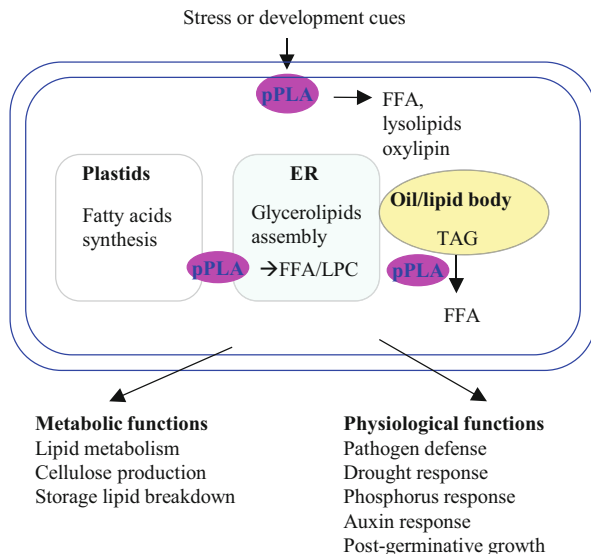 Stress or development cues
pPLA
FFA,
lysolipids
oxylipin
Plastids
Fatty acids
synthesis
ER
Glycerolipids
assembly
pPLA
→FFA/LPC
Oil/lipid body
TAG
pPLA
FFA
Metabolic functions
Lipid metabolism
Cellulose production
Storage lipid breakdown
Physiological functions
Pathogen defense
Drought response
Phosphorus response
Auxin response
Post-germinative growth